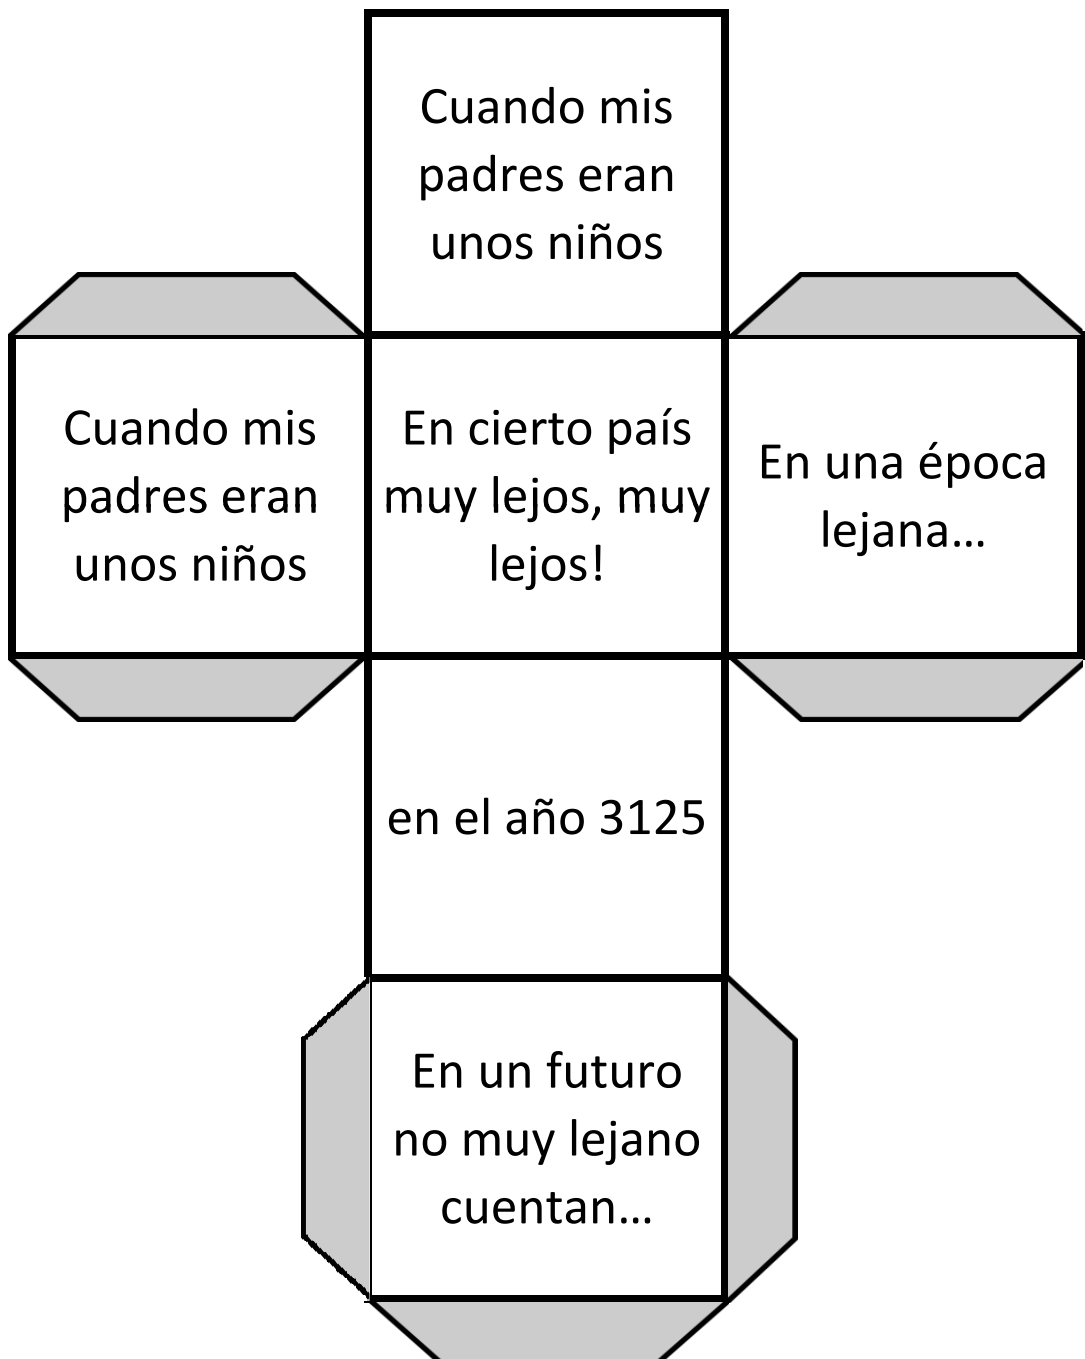 Cuando mis
padres eran
unos niños
Cuando mis
padres eran
unos niños
En cierto país
muy lejos, muy
lejos!
En una época
lejana...
en el año 3125
En un futuro
no muy lejano
cuentan...